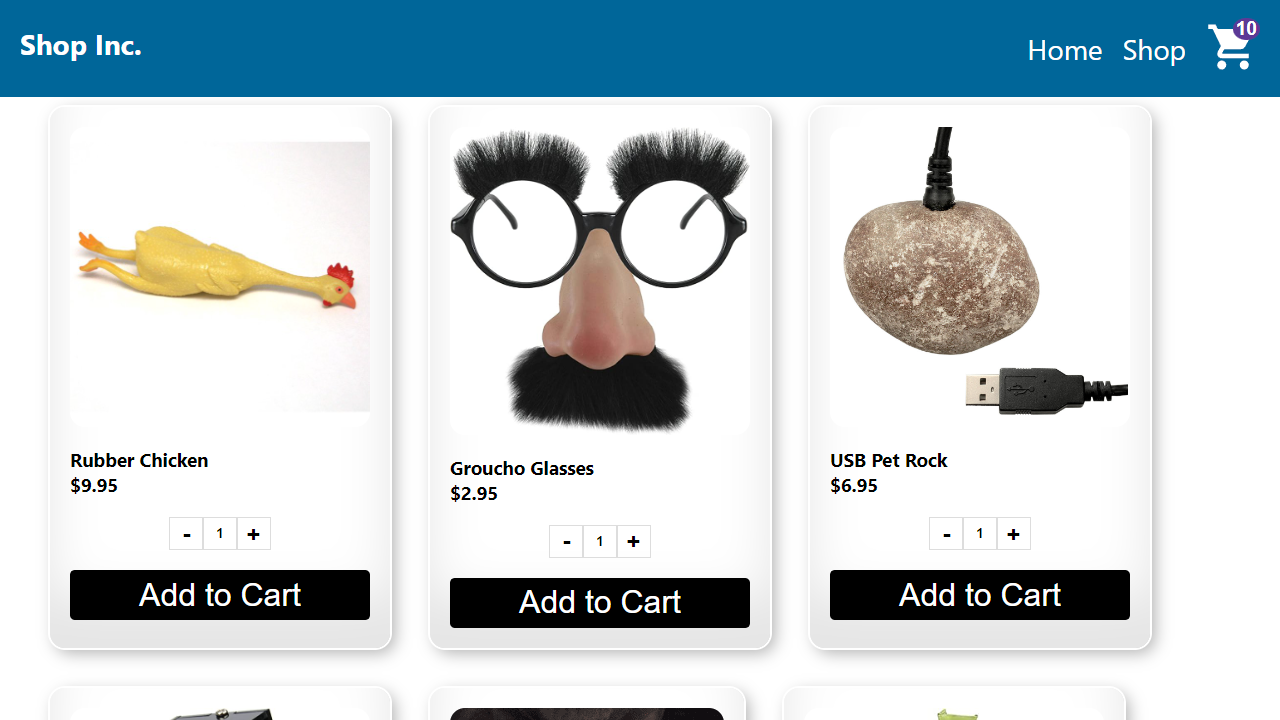 Shop Inc.
Home Shop 10
Rubber Chicken
$9.95
- 1 +
Add to Cart
Groucho Glasses
$2.95
- 1 +
Add to Cart
USB Pet Rock
$6.95
- 1 +
Add to Cart